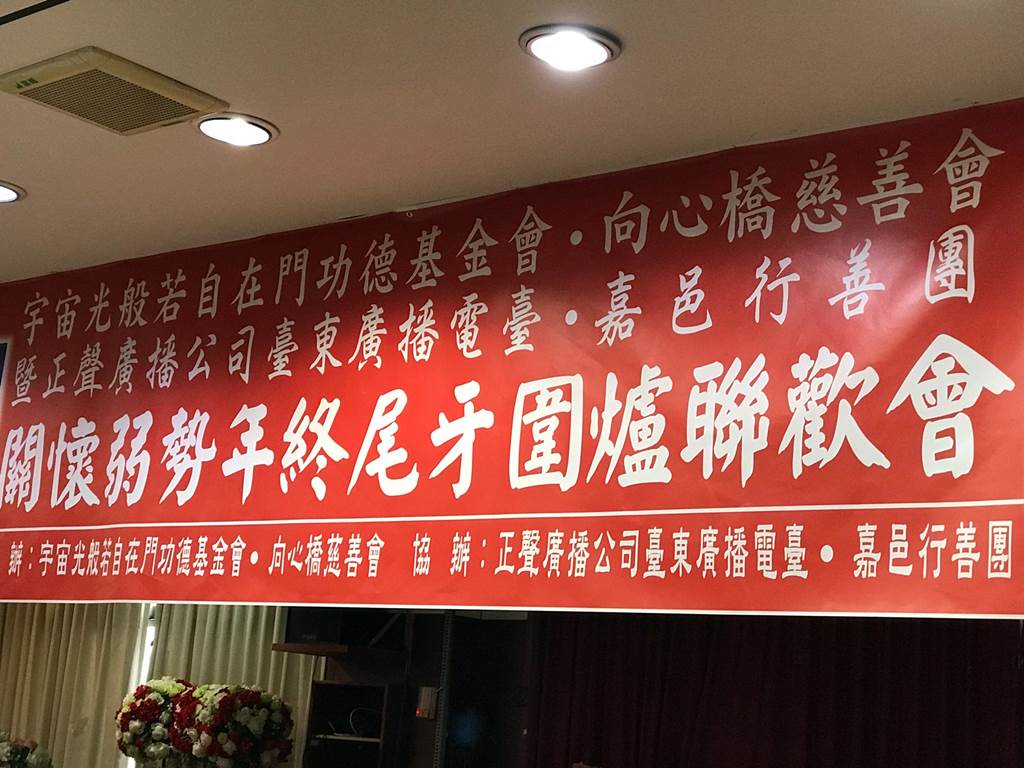 宇宙光般若自在門功德基金會·向心橋慈善會
暨正聲廣播公司臺東廣播電臺·嘉邑行善團
關懷弱勢年終尾牙圍爐聯歡會
辦：宇宙光般若自在門功德基金會·向心橋慈善會 協 辦：正聲廣播公司臺東廣播電臺·嘉邑行善團